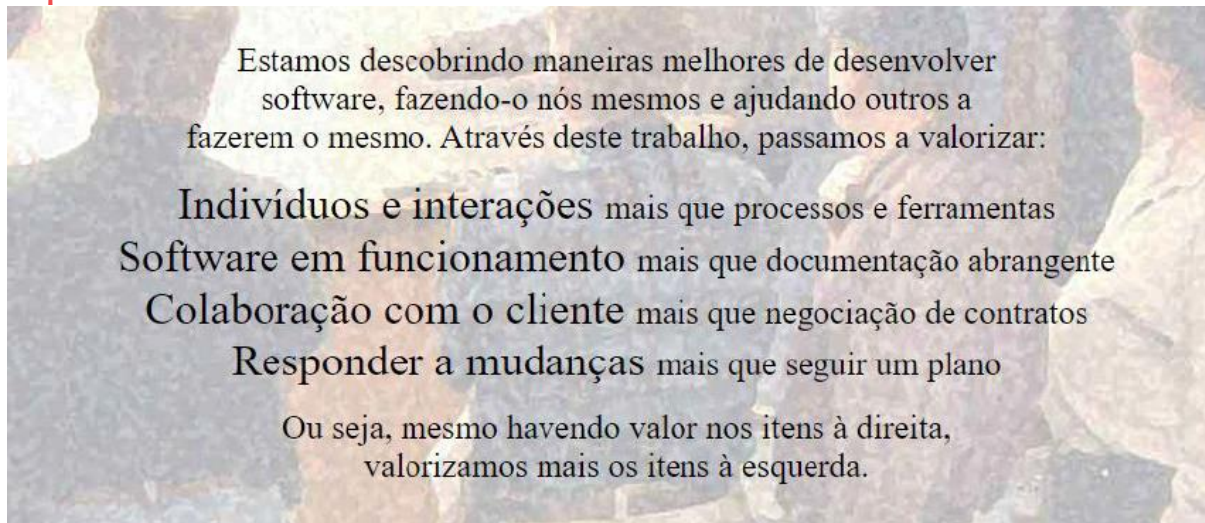 Estamos descobrindo maneiras melhores de desenvolver
software, fazendo-o nós mesmos e ajudando outros a
fazerem o mesmo. Através deste trabalho, passamos a valorizar:
Indivíduos e interações mais que processos e ferramentas
Software em funcionamento mais que documentação abrangente
Colaboração com o cliente mais que negociação de contratos
Responder a mudanças mais que seguir um plano
Ou seja, mesmo havendo valor nos itens à direita,
valorizamos mais os itens à esquerda.